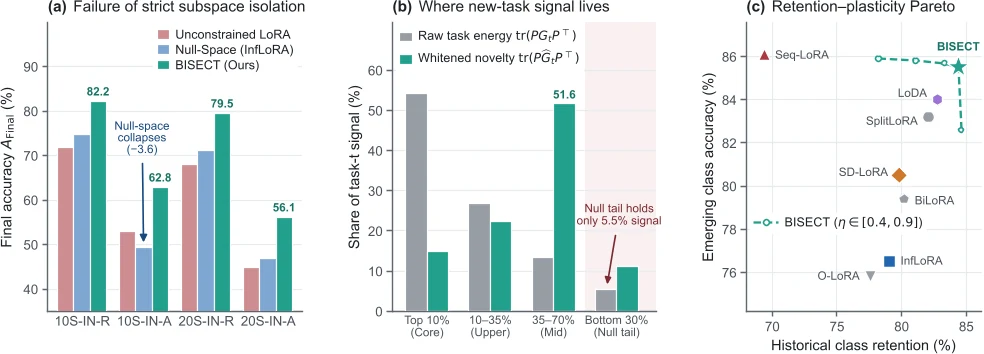 (a) Failure of strict subspace isolation
Unconstrained LoRA
Null-Space (InfLoRA)
BISECT (Ours)
Final accuracy A_Final (%)
90
80
70
60
50
40
82.2
62.8
79.5
56.1
Null-space
collapses
(−3.6)
10S-IN-R
10S-IN-A
20S-IN-R
20S-IN-A
(b) Where new-task signal lives
Raw task energy tr(PG_tP^⊤)
Whitened novelty tr(PĜ_tP^⊤)
Share of task-t signal (%)
60
50
40
30
20
10
0
51.6
Null tail holds
only 5.5% signal
Top 10%
(Core)
10–35%
(Upper)
35–70%
(Mid)
Bottom 30%
(Null tail)
(c) Retention–plasticity Pareto
Emerging class accuracy (%)
86
84
82
80
78
76
Seq-LoRA
BISECT
LoDA
SplitLoRA
SD-LoRA
BiLoRA
BISECT (η ∈ [0.4, 0.9])
InfLoRA
O-LoRA
70
75
80
85
Historical class retention (%)